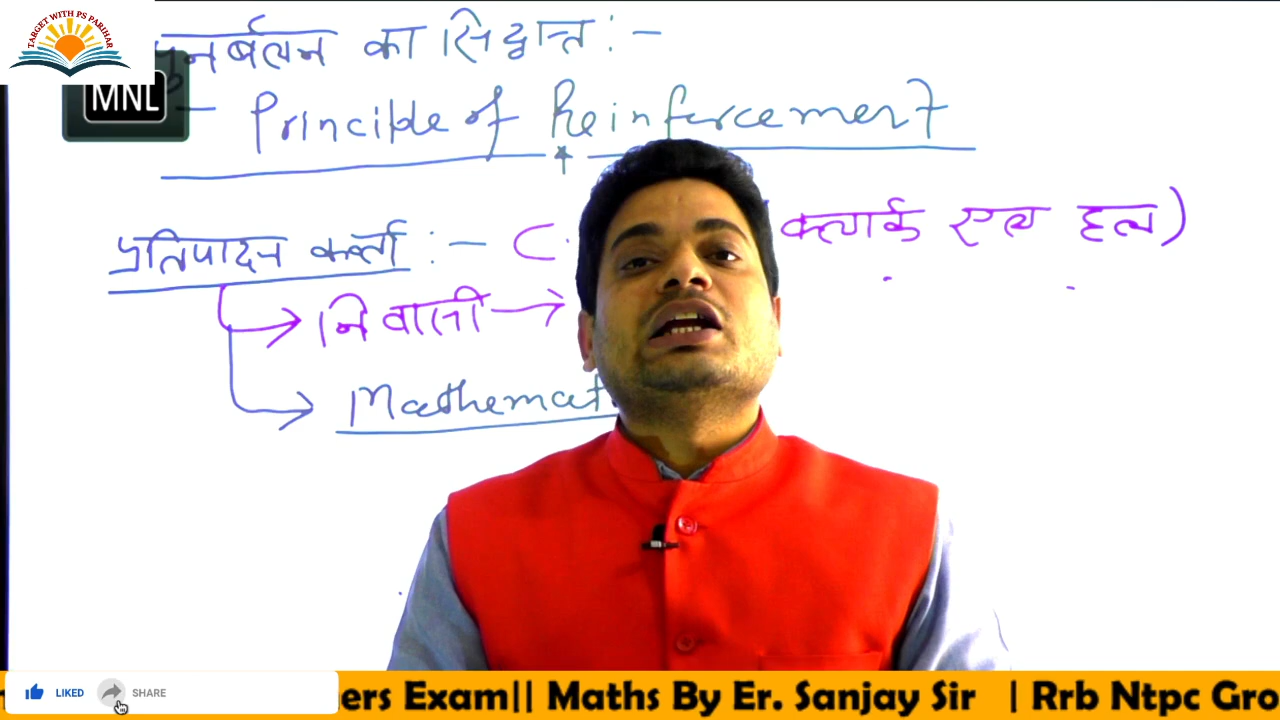 TARGET WITH PS PARIHAR
पुनर्बलन का सिद्धान्त :-
MNL
Principle of Reinforcement
प्रतिपादन कर्ता :- C. क्लार्क एल हल)
निवासी →
Mathemat
ers Exam|| Maths By Er. Sanjay Sir | Rrb Ntpc Gro
LIKED SHARE